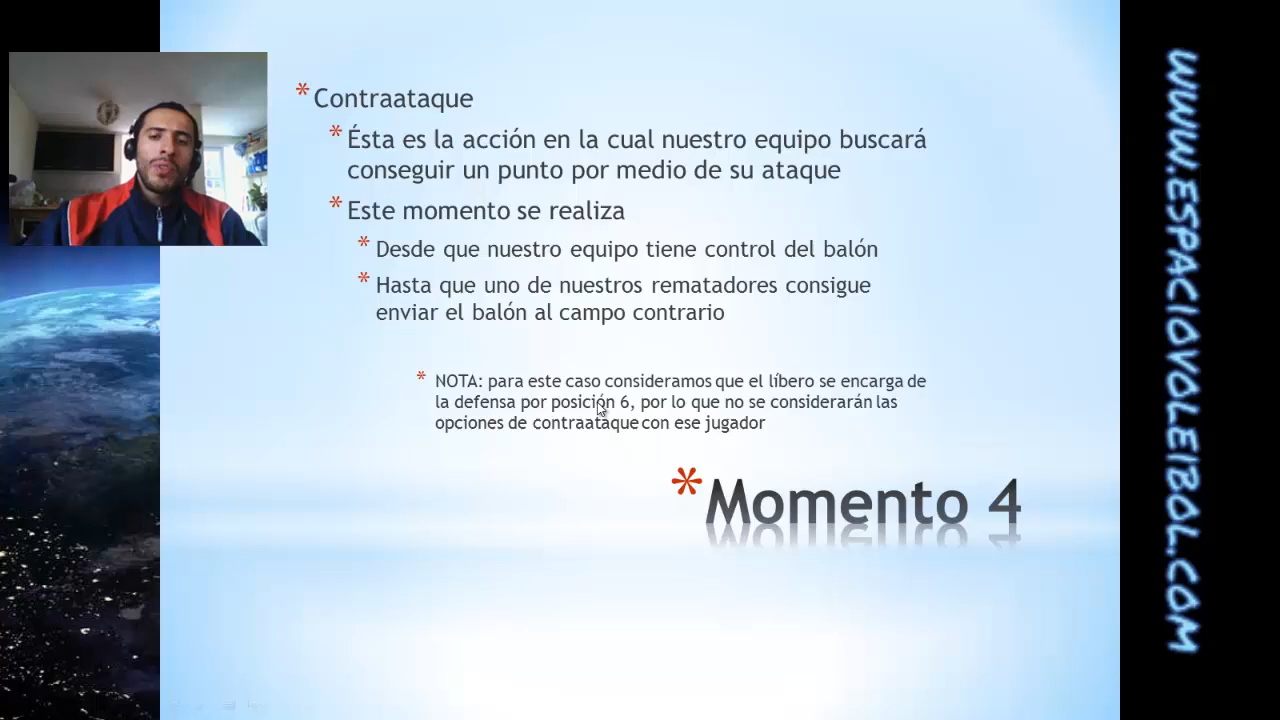 * Contraataque
* Ésta es la acción en la cual nuestro equipo buscará
conseguir un punto por medio de su ataque
* Este momento se realiza
* Desde que nuestro equipo tiene control del balón
* Hasta que uno de nuestros rematadores consigue
enviar el balón al campo contrario
* NOTA: para este caso consideramos que el líbero se encarga de
la defensa por posición 6, por lo que no se considerarán las
opciones de contraataque con ese jugador
*Momento 4
WWW.ESPACIOVOLEIBOL.COM